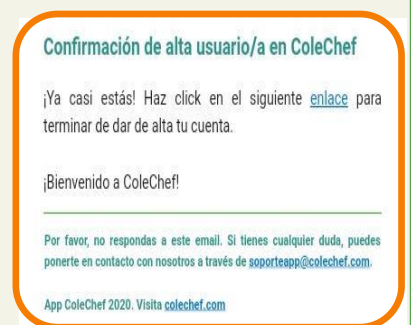 Confirmación de alta usuario/a en ColeChef
¡Ya casi estás! Haz click en el siguiente enlace para
terminar de dar de alta tu cuenta.
¡Bienvenido a ColeChef!
Por favor, no respondas a este email. Si tienes cualquier duda, puedes
ponerte en contacto con nosotros a través de soporteapp@colechef.com.
App ColeChef 2020. Visita colechef.com